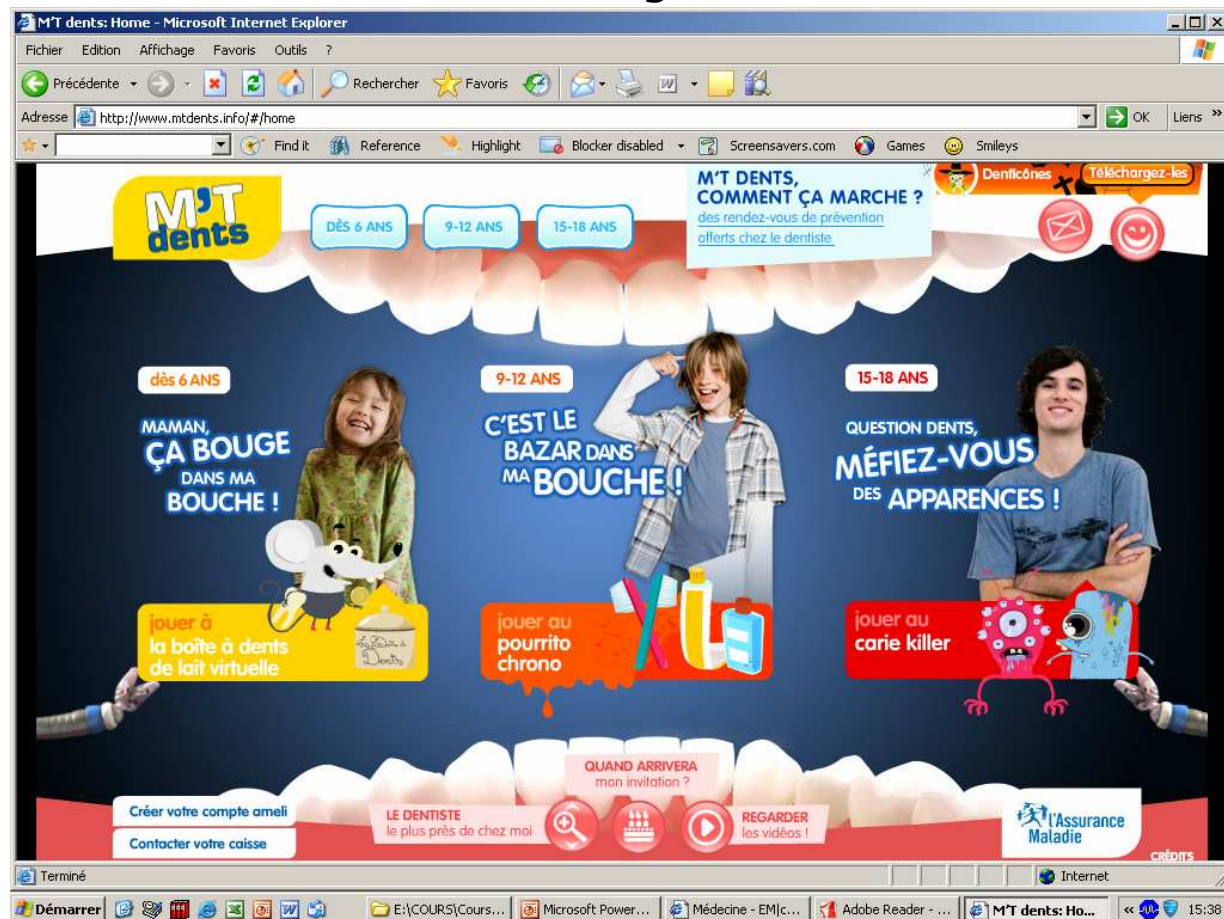 M'T dents: Home - Microsoft Internet Explorer
Fichier Edition Affichage Favoris Outils ?
Précédente Rechercher Favoris
Adresse http://www.mtdents.info/#/home OK Liens »
Find it Reference Highlight Blocker disabled Screensavers.com Games Smileys
M'T dents
DÈS 6 ANS 9-12 ANS 15-18 ANS
M'T DENTS,
COMMENT ÇA MARCHE ?
des rendez-vous de prévention
offerts chez le dentiste
Denticônes Téléchargez-les
dès 6 ANS
MAMAN,
ÇA BOUGE
DANS MA
BOUCHE !
jouer à
la boîte à dents
de lait virtuelle
9-12 ANS
C'EST LE
BAZAR DANS
MA BOUCHE !
jouer au
pourrito
chrono
15-18 ANS
QUESTION DENTS,
MÉFIEZ-VOUS
DES APPARENCES !
jouer au
carie killer
QUAND ARRIVERA
mon invitation ?
LE DENTISTE
le plus près de chez moi
REGARDER
les vidéos !
Créer votre compte ameli
Contacter votre caisse
l'Assurance
Maladie
CRÉDITS
Terminé Internet
Démarrer E:\COURS\Cours... Microsoft Power... Médecine - EM|c... Adobe Reader - ... M'T dents: Ho... « 15:38